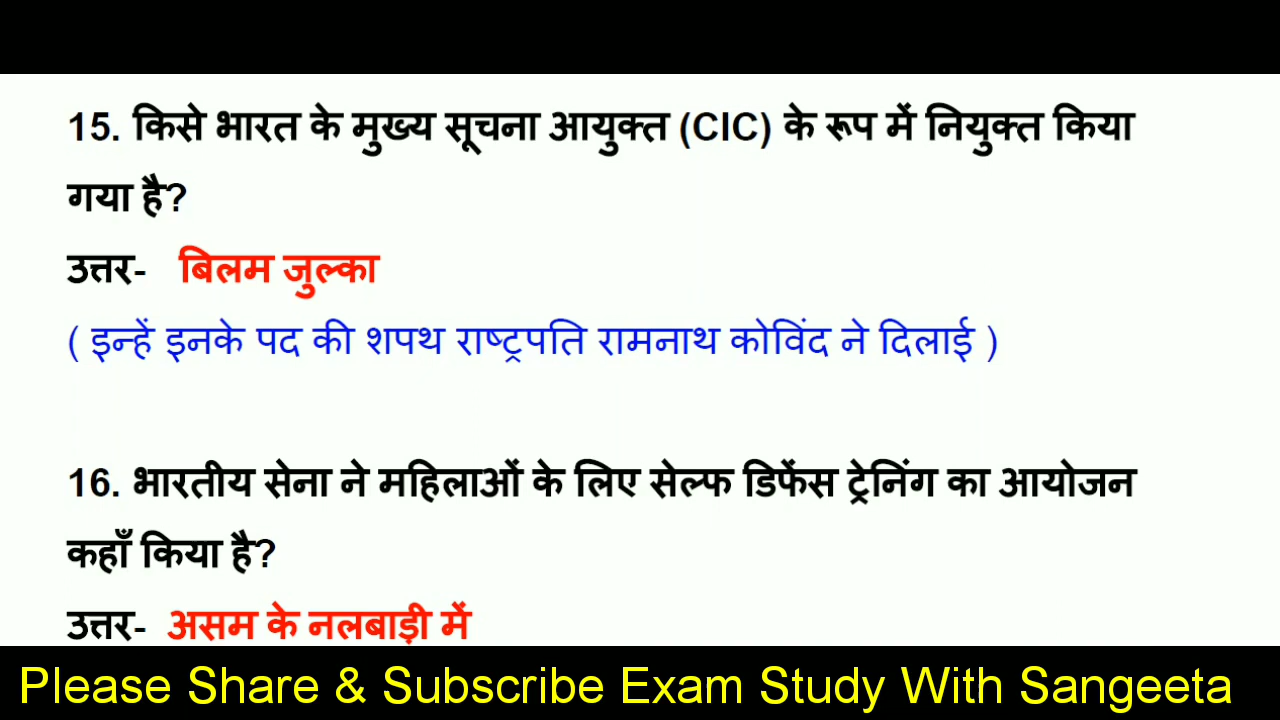 15. किसे भारत के मुख्य सूचना आयुक्त (CIC) के रूप में नियुक्त किया
गया है?
उत्तर- बिलम जुल्का
( इन्हें इनके पद की शपथ राष्ट्रपति रामनाथ कोविंद ने दिलाई )
16. भारतीय सेना ने महिलाओं के लिए सेल्फ डिफेंस ट्रेनिंग का आयोजन
कहाँ किया है?
उत्तर- असम के नलबाड़ी में
Please Share & Subscribe Exam Study With Sangeeta